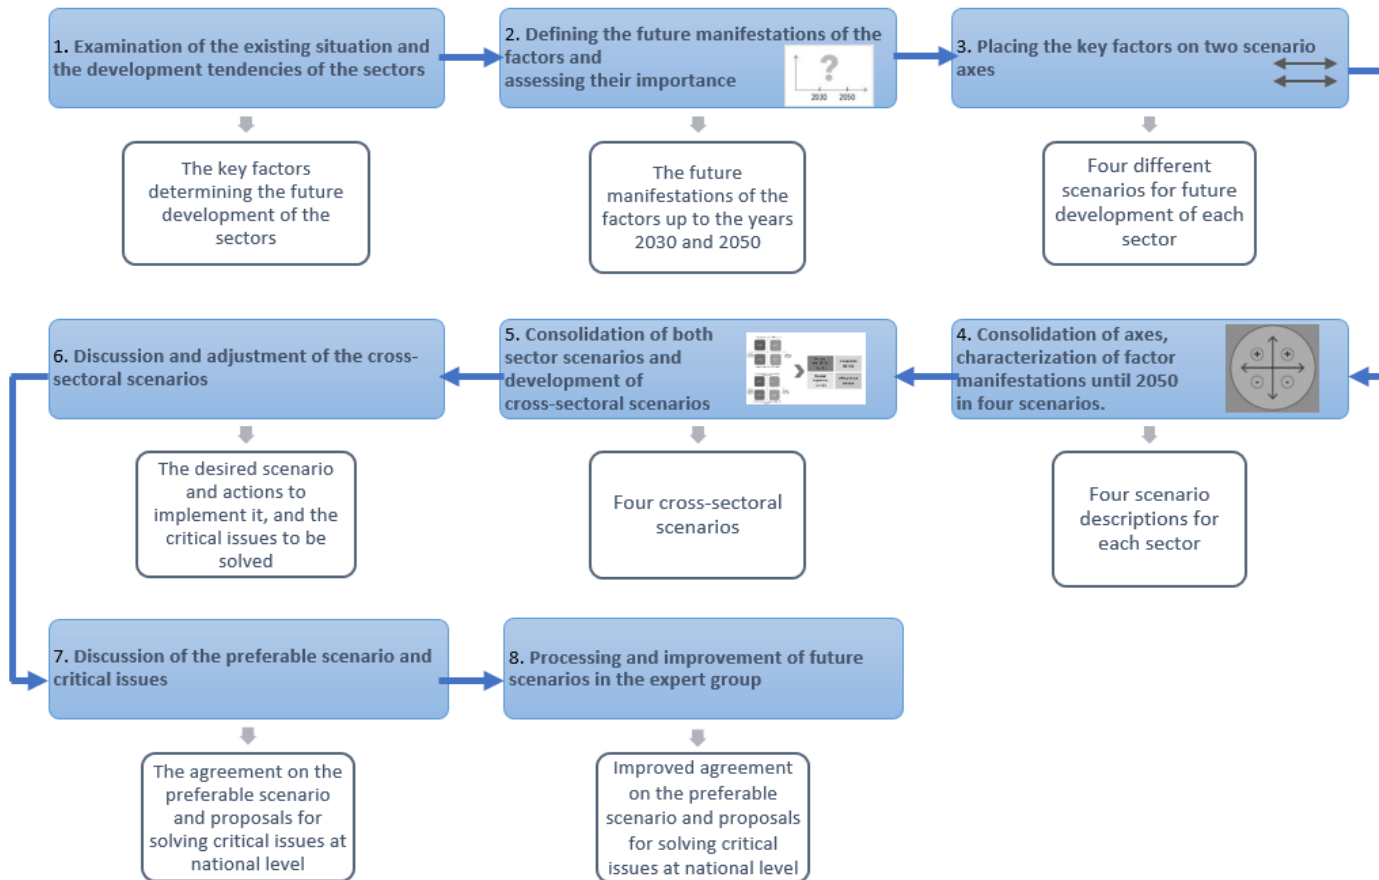 1. Examination of the existing situation and
the development tendencies of the sectors
2. Defining the future manifestations of the
factors and
assessing their importance
?
2030 2050
3. Placing the key factors on two scenario
axes
The key factors
determining the future
development of the
sectors
The future
manifestations of the
factors up to the years
2030 and 2050
Four different
scenarios for future
development of each
sector
4. Consolidation of axes,
characterization of factor
manifestations until 2050
in four scenarios.
+ +
- -
5. Consolidation of both
sector scenarios and
development of
cross-sectoral scenarios
6. Discussion and adjustment of the cross-
sectoral scenarios
Four scenario
descriptions for
each sector
Four cross-sectoral
scenarios
The desired scenario
and actions to
implement it, and the
critical issues to be
solved
7. Discussion of the preferable scenario and
critical issues
8. Processing and improvement of future
scenarios in the expert group
The agreement on the
preferable scenario
and proposals for
solving critical issues at
national level
Improved agreement
on the preferable
scenario and proposals
for solving critical
issues at national level